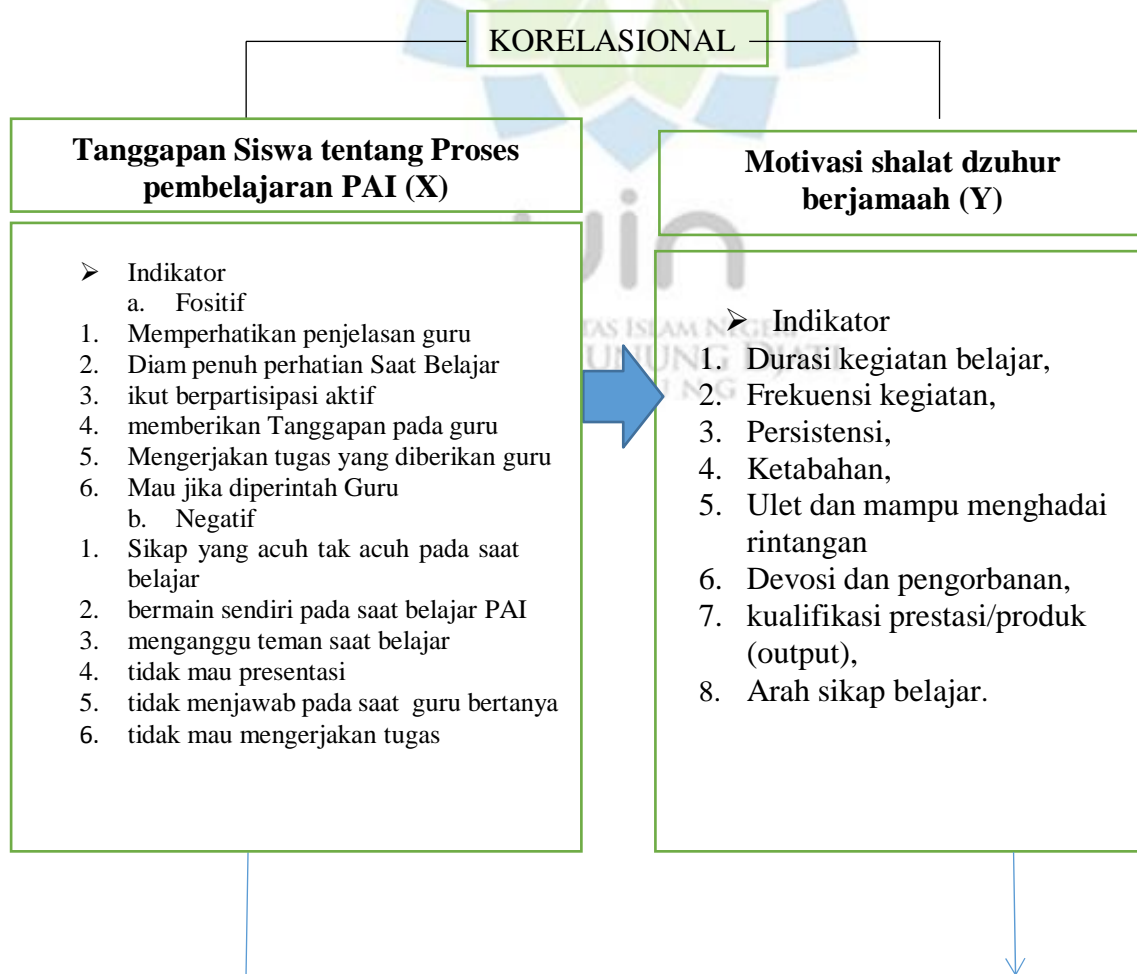 KORELASIONAL
Tanggapan Siswa tentang Proses
pembelajaran PAI (X)
➢ Indikator
a. Fositif
1. Memperhatikan penjelasan guru
2. Diam penuh perhatian Saat Belajar
3. ikut berpartisipasi aktif
4. memberikan Tanggapan pada guru
5. Mengerjakan tugas yang diberikan guru
6. Mau jika diperintah Guru
b. Negatif
1. Sikap yang acuh tak acuh pada saat
belajar
2. bermain sendiri pada saat belajar PAI
3. menganggu teman saat belajar
4. tidak mau presentasi
5. tidak menjawab pada saat guru bertanya
6. tidak mau mengerjakan tugas
Motivasi shalat dzuhur
berjamaah (Y)
➢ Indikator
1. Durasi kegiatan belajar,
2. Frekuensi kegiatan,
3. Persistensi,
4. Ketabahan,
5. Ulet dan mampu menghadai
rintangan
6. Devosi dan pengorbanan,
7. kualifikasi prestasi/produk
(output),
8. Arah sikap belajar.
ISLAM